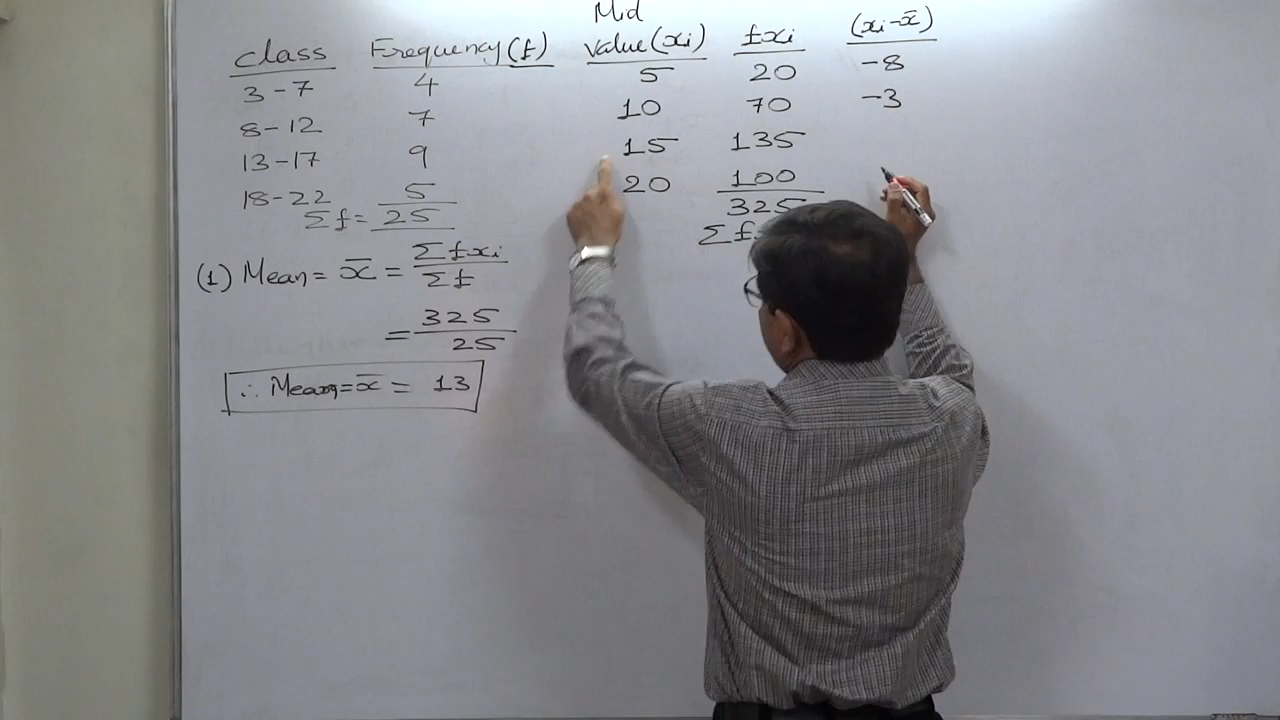 Mid
class Frequency(f) value(xi) fxi (xi-x̄)
3-7 4 5 20 -8
8-12 7 10 70 -3
13-17 9 15 135
18-22 5 20 100
Σf= 25 325
Σf
(1) Mean= x̄ = Σfxi / Σf
= 325 / 25
∴ Mean=x̄ = 13